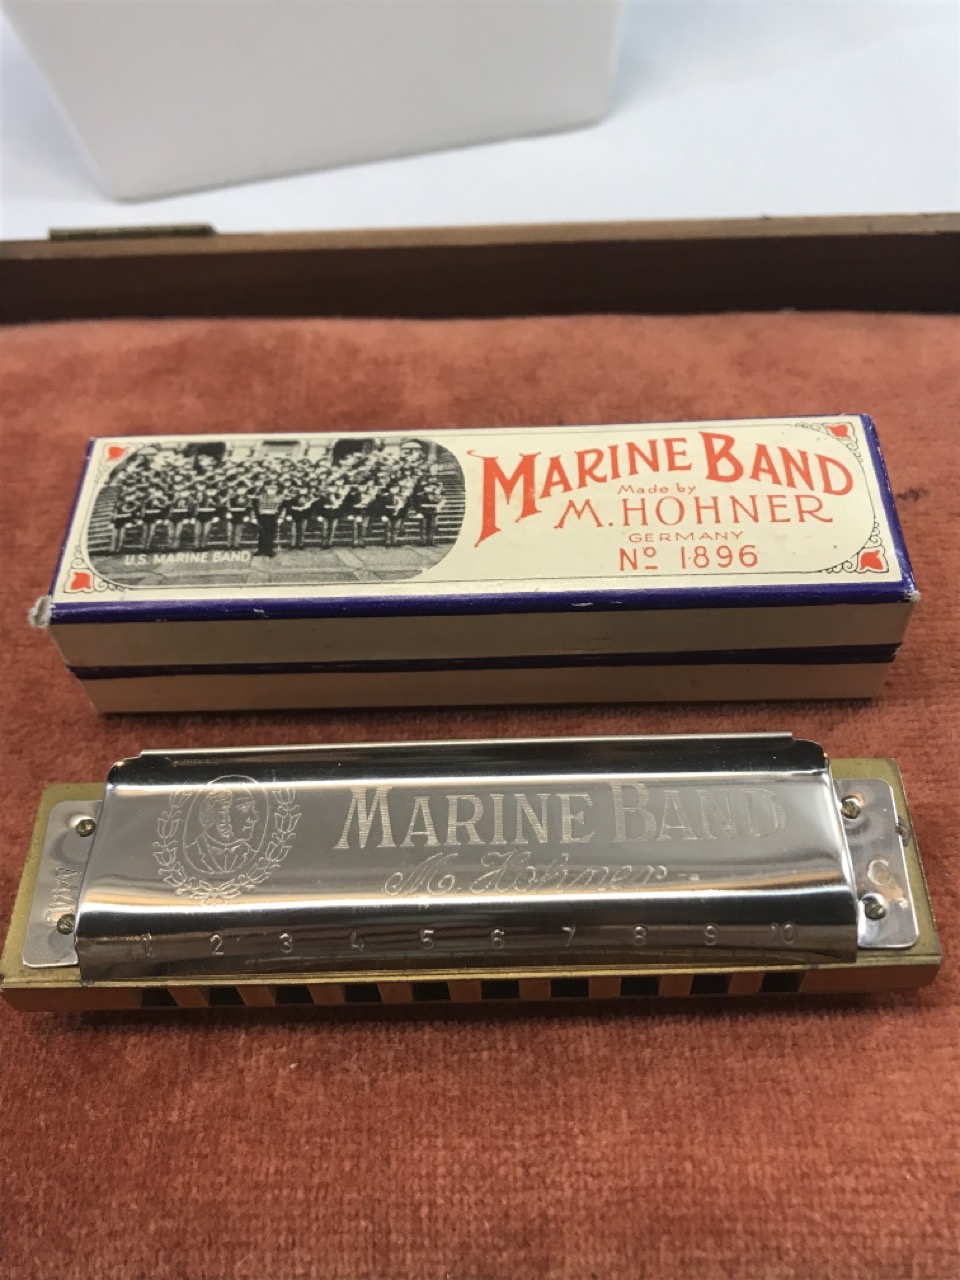 MARINE BAND
Made by
M. HOHNER
GERMANY
Nº 1896
U.S. MARINE BAND
MARINE BAND
M. Hohner
C
1 2 3 4 5 6 7 8 9 10